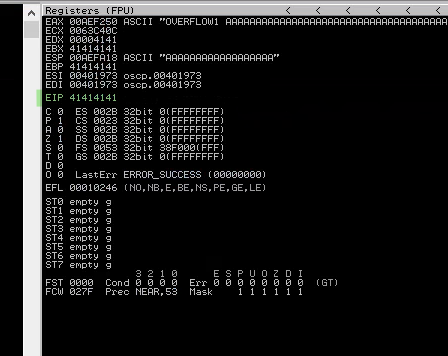 Registers (FPU) < < < < <
EAX 00AEF250 ASCII "OVERFLOW1 AAAAAAAAAAAAAAAAAAAAAAAAAAAAAAAAAAAAA
ECX 0063C40C
EDX 00004141
EBX 41414141
ESP 00AEFA18 ASCII "AAAAAAAAAAAAAAAAAA"
EBP 41414141
ESI 00401973 oscp.00401973
EDI 00401973 oscp.00401973
EIP 41414141
C 0 ES 002B 32bit 0(FFFFFFFF)
P 1 CS 0023 32bit 0(FFFFFFFF)
A 0 SS 002B 32bit 0(FFFFFFFF)
Z 1 DS 002B 32bit 0(FFFFFFFF)
S 0 FS 0053 32bit 38F000(FFF)
T 0 GS 002B 32bit 0(FFFFFFFF)
D 0
O 0 LastErr ERROR_SUCCESS (00000000)
EFL 00010246 (NO,NB,E,BE,NS,PE,GE,LE)
ST0 empty g
ST1 empty g
ST2 empty g
ST3 empty g
ST4 empty g
ST5 empty g
ST6 empty g
ST7 empty g
3 2 1 0 E S P U O Z D I
FST 0000 Cond 0 0 0 0 Err 0 0 0 0 0 0 0 0 (GT)
FCW 027F Prec NEAR,53 Mask 1 1 1 1 1 1